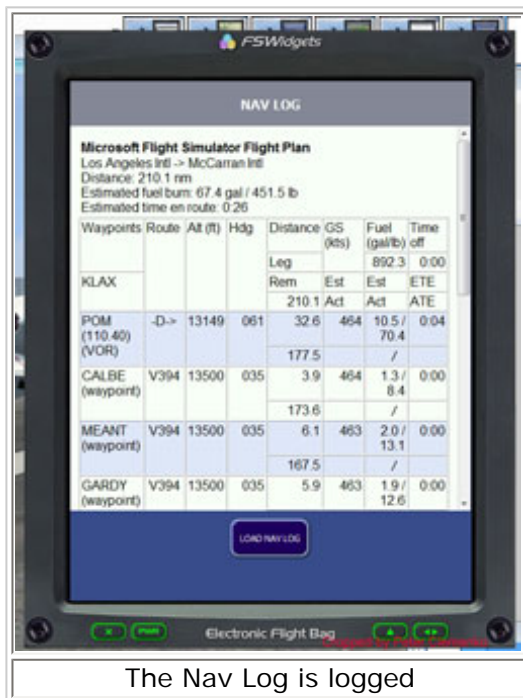 FSWidgets
NAV LOG
Microsoft Flight Simulator Flight Plan
Los Angeles Intl -> McCarran Intl
Distance: 210.1 nm
Estimated fuel burn: 67.4 gal / 451.5 lb
Estimated time en route: 0:26
Waypoints Route Alt (ft) Hdg Distance GS (kts) Fuel (gal/lb) Time off
Leg 892.3 0:00
KLAX Rem Est Est ETE
210.1 Act Act ATE
POM (110.40) (VOR) -D-> 13149 061 32.6 464 10.5 / 70.4 0:04
177.5 /
CALBE (waypoint) V394 13500 035 3.9 464 1.3 / 8.4 0:00
173.6 /
MEANT (waypoint) V394 13500 035 6.1 463 2.0 / 13.1 0:00
167.5 /
GARDY (waypoint) V394 13500 035 5.9 463 1.9 / 12.6 0:00
LOAD NAV LOG
X PWR Electronic Flight Bag
The Nav Log is logged